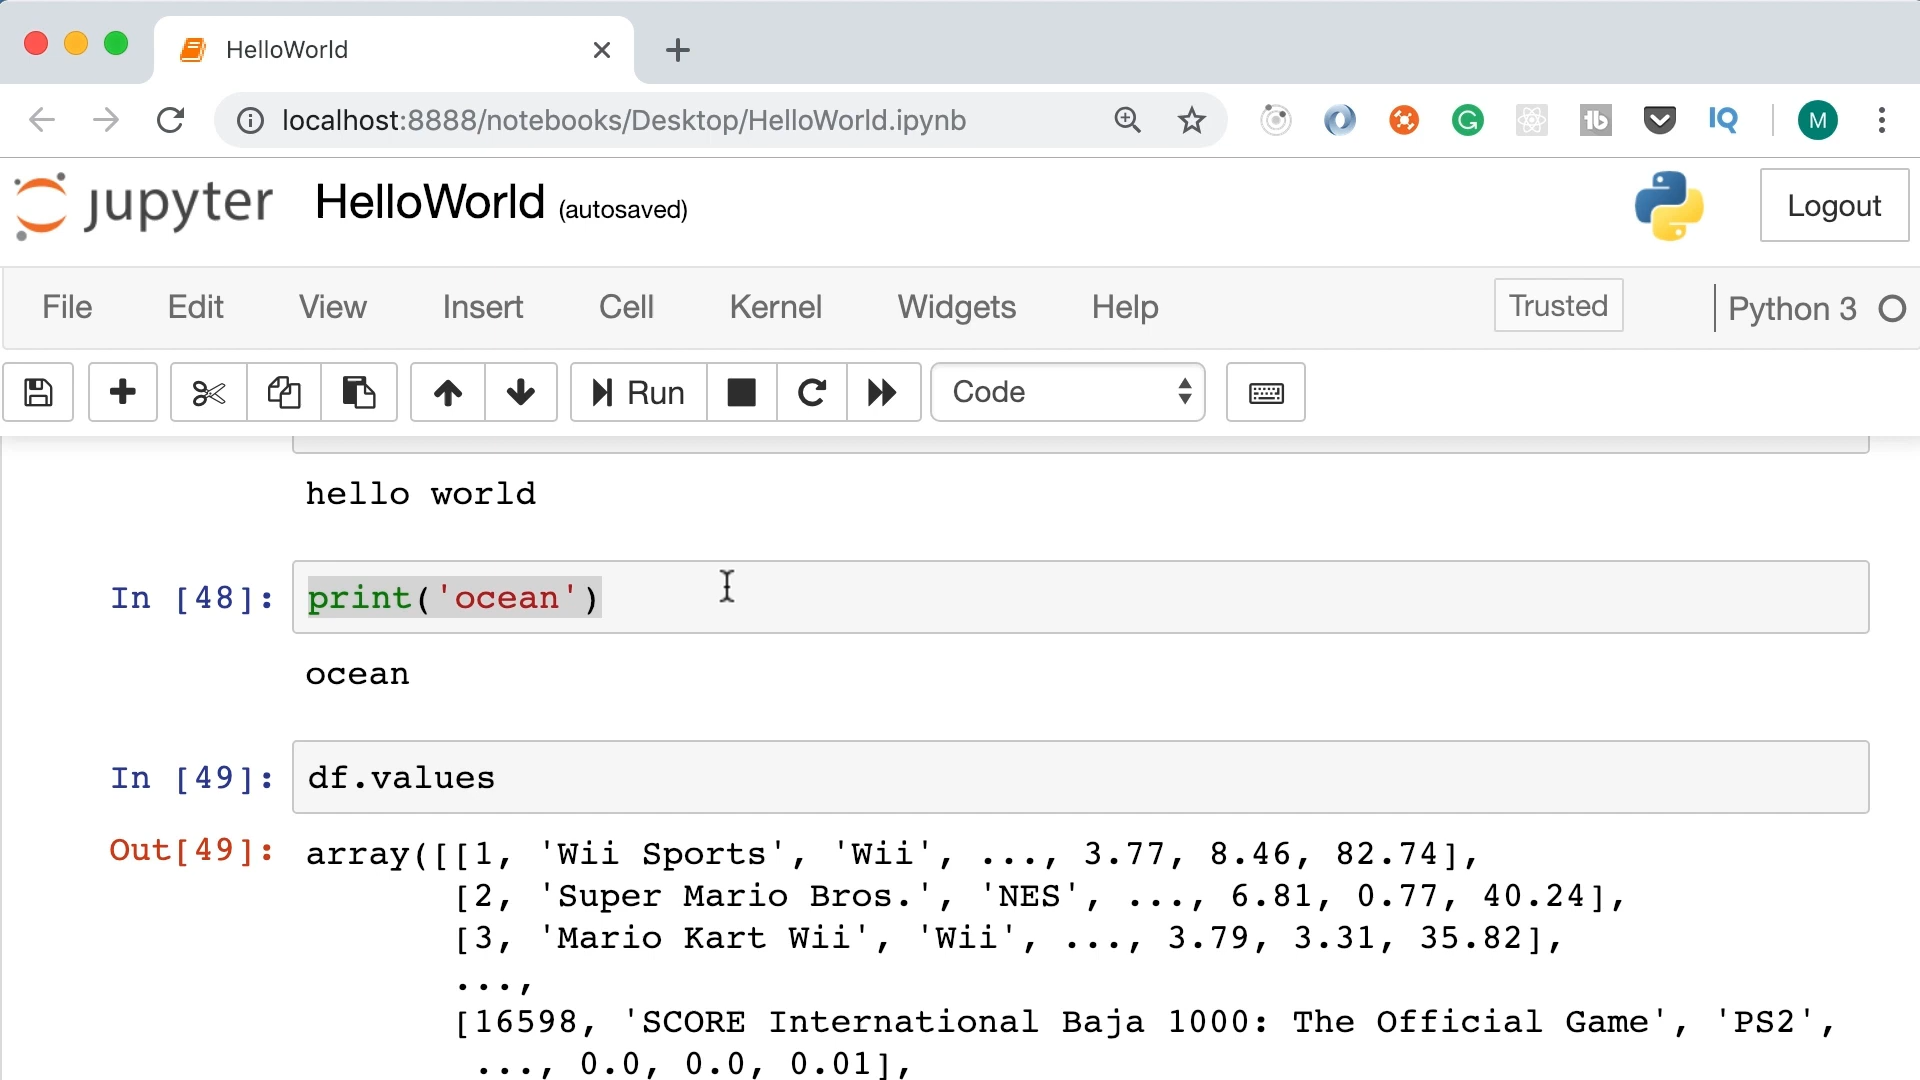 HelloWorld
localhost:8888/notebooks/Desktop/HelloWorld.ipynb
tb
IQ
M
jupyter HelloWorld (autosaved)
Logout
File Edit View Insert Cell Kernel Widgets Help Trusted Python 3
Run Code
hello world
In [48]: print('ocean')
ocean
In [49]: df.values
Out[49]: array([[1, 'Wii Sports', 'Wii', ..., 3.77, 8.46, 82.74],
[2, 'Super Mario Bros.', 'NES', ..., 6.81, 0.77, 40.24],
[3, 'Mario Kart Wii', 'Wii', ..., 3.79, 3.31, 35.82],
...,
[16598, 'SCORE International Baja 1000: The Official Game', 'PS2',
..., 0.0, 0.0, 0.01],